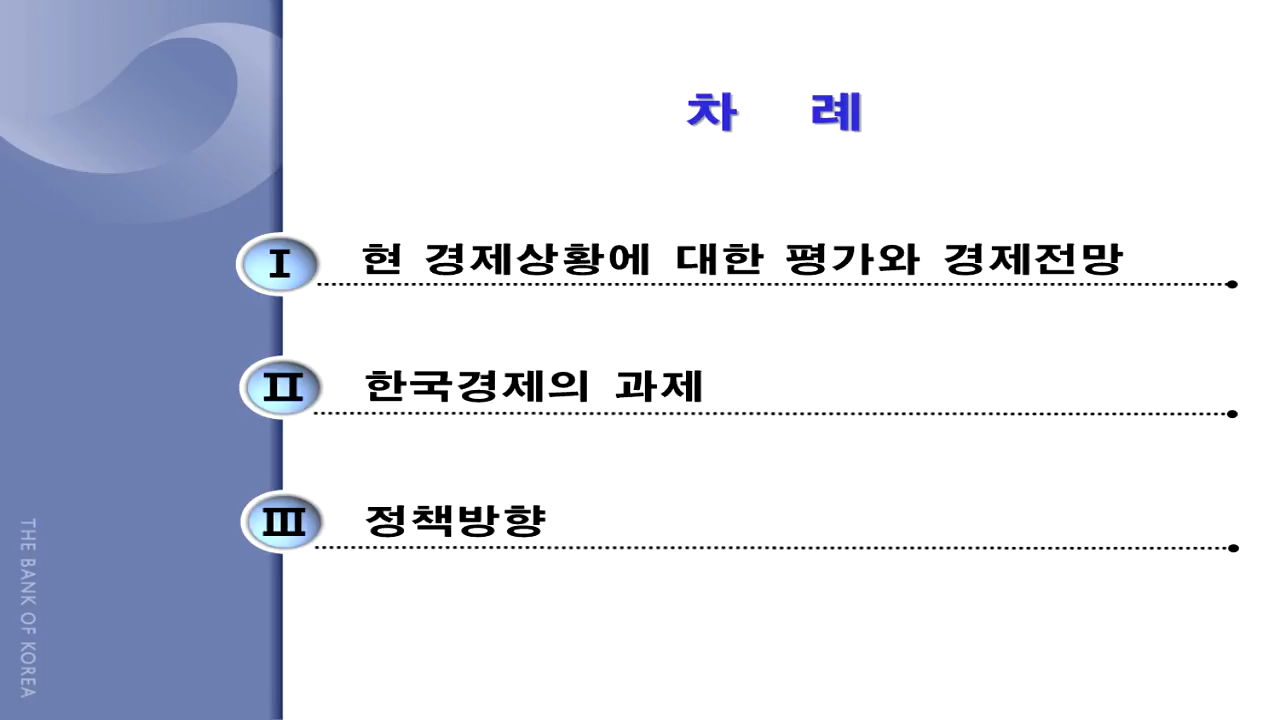 차 례
Ⅰ 현 경제상황에 대한 평가와 경제전망
Ⅱ 한국경제의 과제
Ⅲ 정책방향
THE BANK OF KOREA